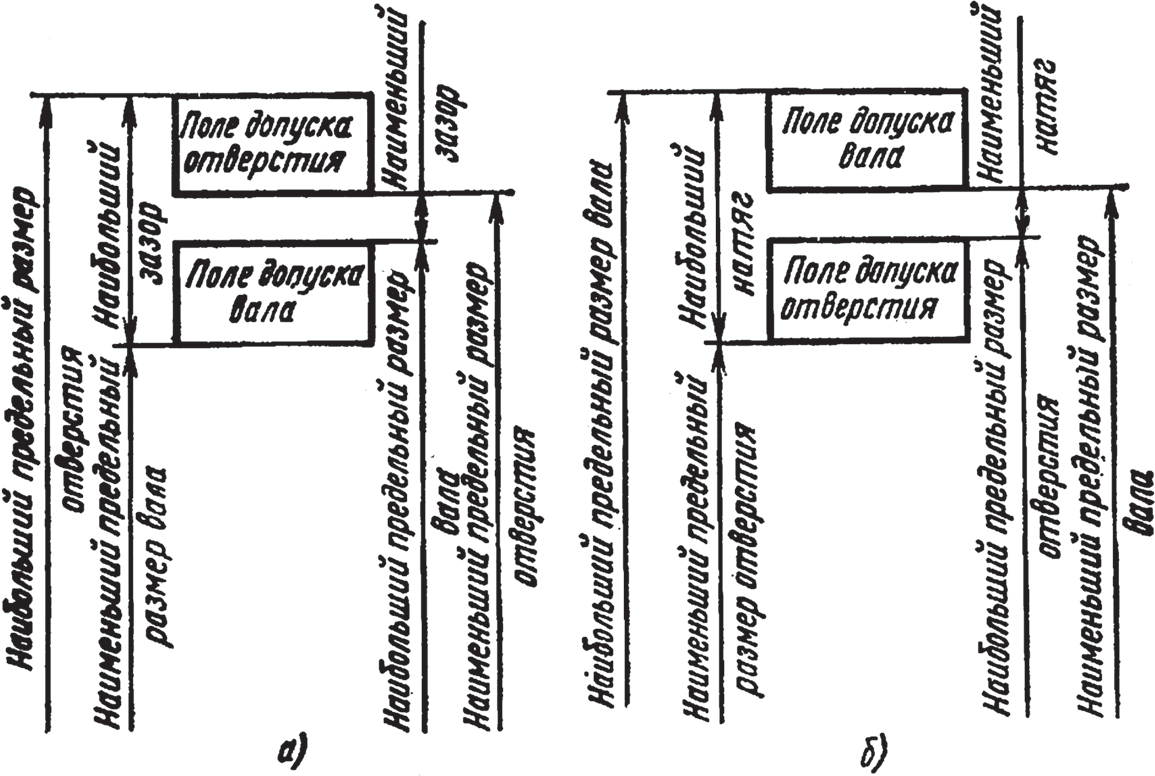 Наибольший предельный размер
отверстия
Наименьший предельный
размер вала
Наибольший
зазор
Поле допуска
отверстия
Поле допуска
вала
Наименьший
зазор
Наибольший предельный размер
вала
Наименьший предельный размер
отверстия
а)
Наибольший предельный размер вала
Наименьший предельный
размер отверстия
Наибольший
натяг
Поле допуска
вала
Поле допуска
отверстия
Наименьший
натяг
Наибольший предельный размер
отверстия
Наименьший предельный размер
вала
б)